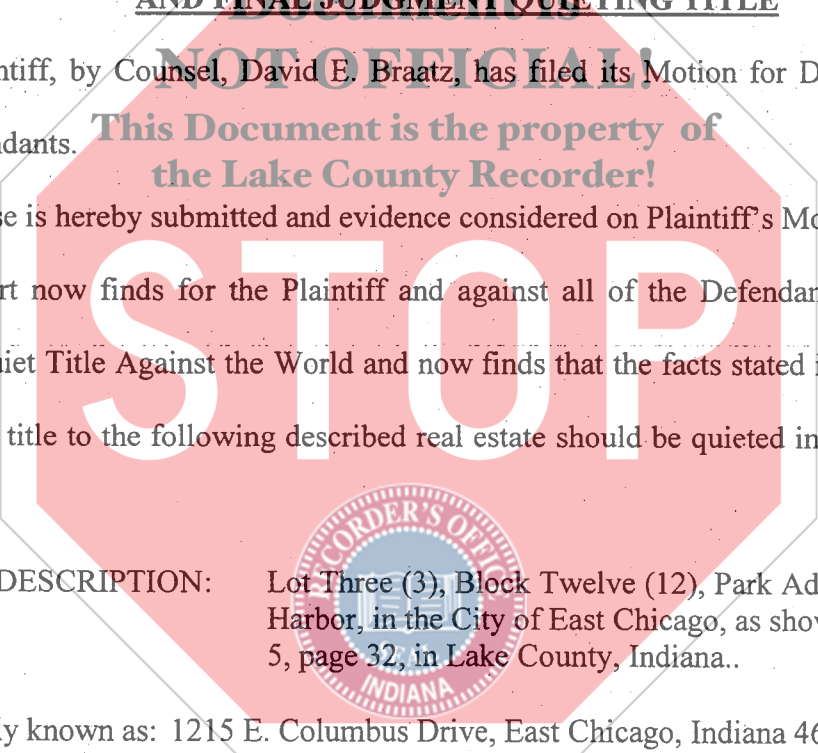 AND FINAL JUDGMENT QUIETING TITLE
Document is
NOT OFFICIAL!
ntiff, by Counsel, David E. Braatz, has filed its Motion for D
This Document is the property of
dants.
the Lake County Recorder!
se is hereby submitted and evidence considered on Plaintiff's Mo
STOP
rt now finds for the Plaintiff and against all of the Defendan
iet Title Against the World and now finds that the facts stated i
title to the following described real estate should be quieted in
RECORDER'S OFFICE
DESCRIPTION: Lot Three (3), Block Twelve (12), Park Ad
Harbor, in the City of East Chicago, as show
5, page 32, in Lake County, Indiana..
SEAL
INDIANA
ly known as: 1215 E. Columbus Drive, East Chicago, Indiana 46